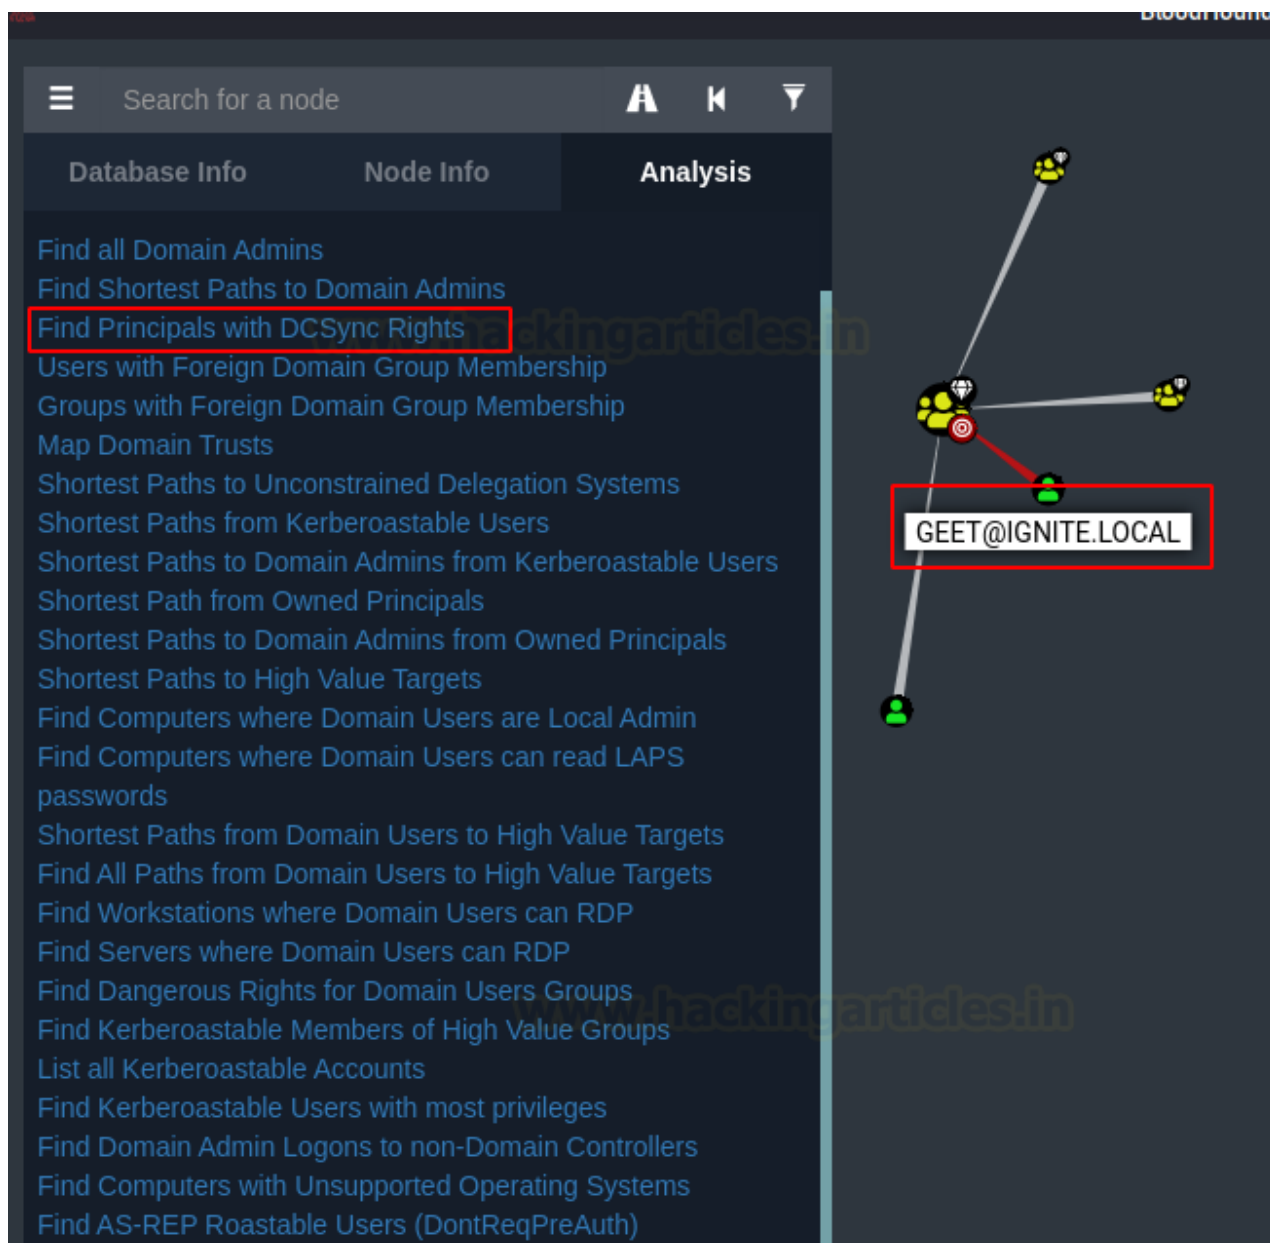 Search for a node
Database Info
Node Info
Analysis
Find all Domain Admins
Find Shortest Paths to Domain Admins
Find Principals with DCSync Rights
Users with Foreign Domain Group Membership
Groups with Foreign Domain Group Membership
Map Domain Trusts
Shortest Paths to Unconstrained Delegation Systems
Shortest Paths from Kerberoastable Users
Shortest Paths to Domain Admins from Kerberoastable Users
Shortest Path from Owned Principals
Shortest Paths to Domain Admins from Owned Principals
Shortest Paths to High Value Targets
Find Computers where Domain Users are Local Admin
Find Computers where Domain Users can read LAPS
passwords
Shortest Paths from Domain Users to High Value Targets
Find All Paths from Domain Users to High Value Targets
Find Workstations where Domain Users can RDP
Find Servers where Domain Users can RDP
Find Dangerous Rights for Domain Users Groups
Find Kerberoastable Members of High Value Groups
List all Kerberoastable Accounts
Find Kerberoastable Users with most privileges
Find Domain Admin Logons to non-Domain Controllers
Find Computers with Unsupported Operating Systems
Find AS-REP Roastable Users (DontReqPreAuth)
GEET@IGNITE.LOCAL
www.hackingarticles.in
www.hackingarticles.in